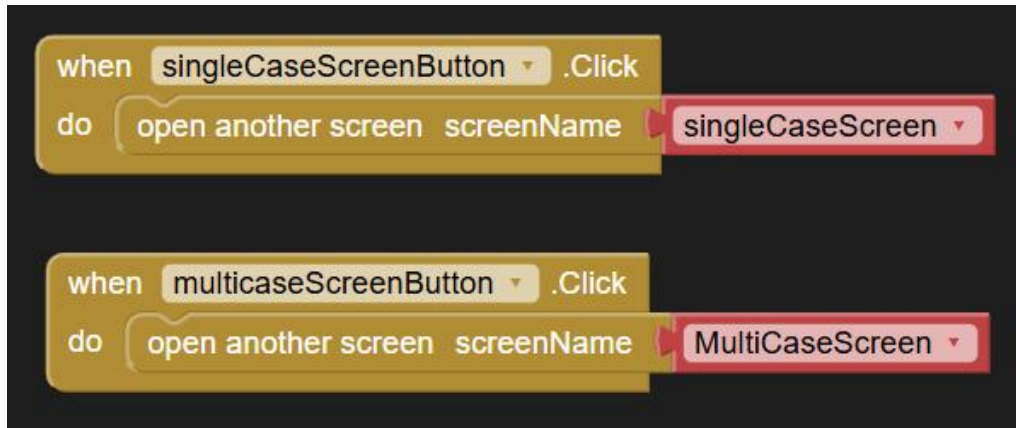 when singleCaseScreenButton .Click
do open another screen screenName singleCaseScreen
when multicaseScreenButton .Click
do open another screen screenName MultiCaseScreen